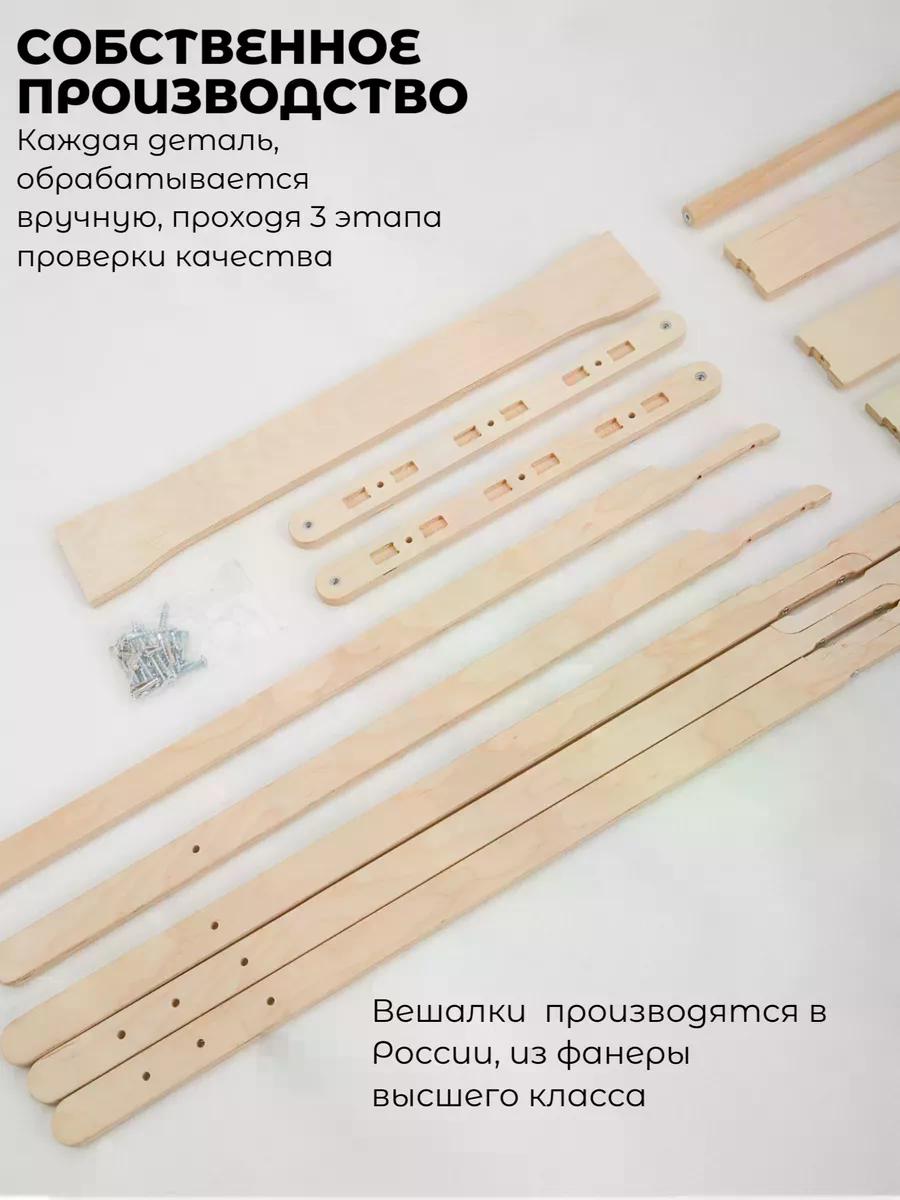 СОБСТВЕННОЕ
ПРОИЗВОДСТВО
Каждая деталь,
обрабатывается
вручную, проходя 3 этапа
проверки качества
Вешалки производятся в
России, из фанеры
высшего класса